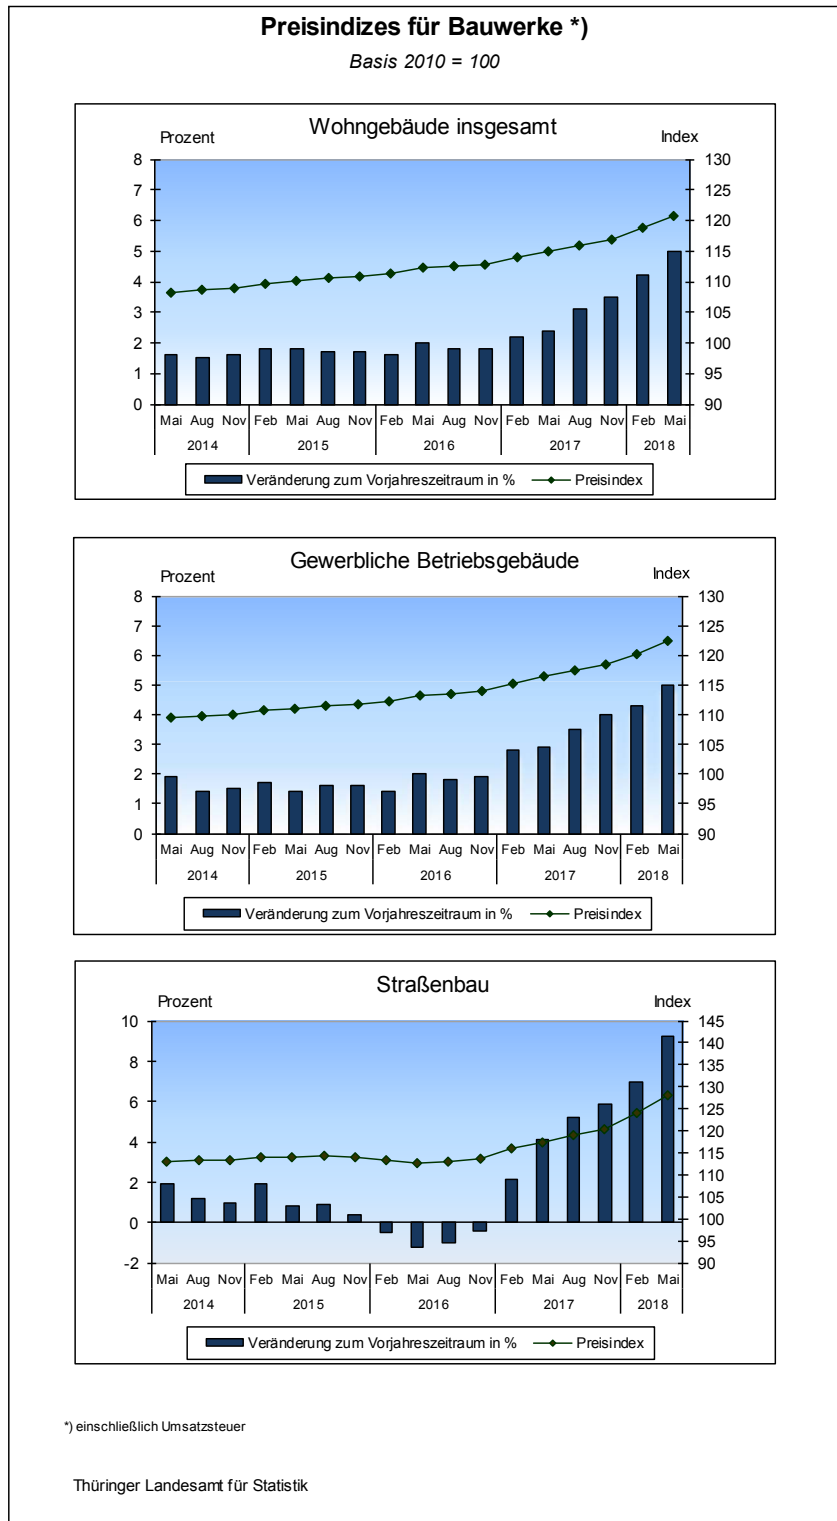 Preisindizes für Bauwerke *)
Basis 2010 = 100
Wohngebäude insgesamt
Prozent Index
8 130
7 125
6 120
5 115
4 110
3 105
2 100
1 95
0 90
Mai Aug Nov Feb Mai Aug Nov Feb Mai Aug Nov Feb Mai Aug Nov Feb Mai
2014 2015 2016 2017 2018
Veränderung zum Vorjahreszeitraum in % Preisindex
Gewerbliche Betriebsgebäude
Prozent Index
8 130
7 125
6 120
5 115
4 110
3 105
2 100
1 95
0 90
Mai Aug Nov Feb Mai Aug Nov Feb Mai Aug Nov Feb Mai Aug Nov Feb Mai
2014 2015 2016 2017 2018
Veränderung zum Vorjahreszeitraum in % Preisindex
Straßenbau
Prozent Index
10 145
140
8 135
130
6 125
120
4 115
2 110
105
0 100
95
-2 90
Mai Aug Nov Feb Mai Aug Nov Feb Mai Aug Nov Feb Mai Aug Nov Feb Mai
2014 2015 2016 2017 2018
Veränderung zum Vorjahreszeitraum in % Preisindex
*) einschließlich Umsatzsteuer
Thüringer Landesamt für Statistik